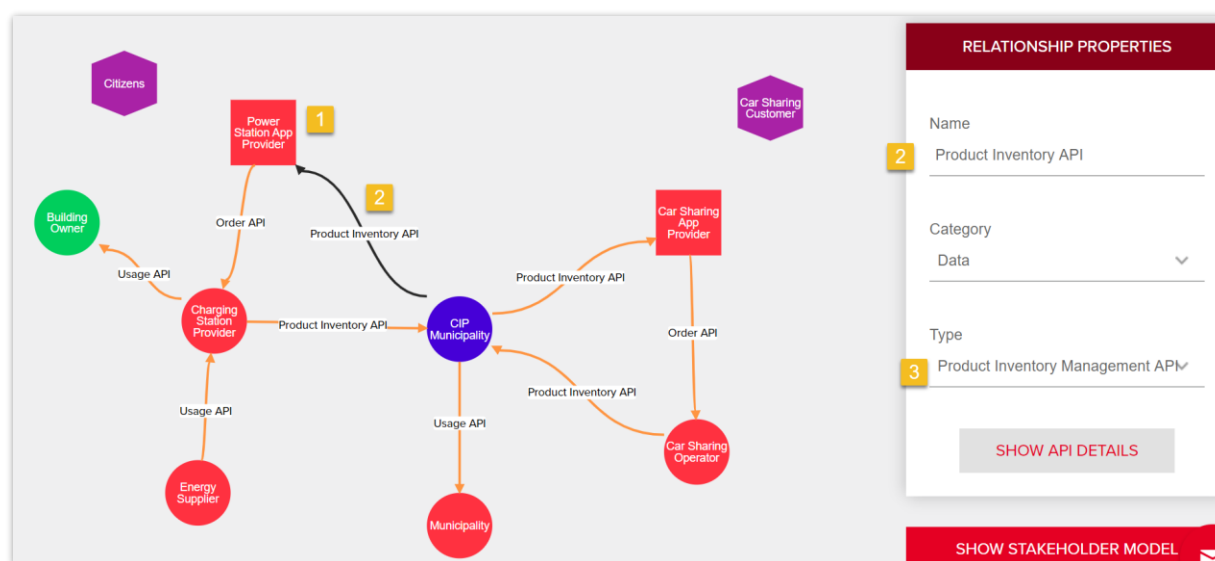 RELATIONSHIP PROPERTIES
Citizens
Car Sharing
Customer
Power
Station App
Provider
1
Name
2
Product Inventory API
2
Building
Owner
Order API
Product Inventory API
Car Sharing
App
Provider
Category
Data
Usage API
Product Inventory API
Charging
Station
Provider
Product Inventory API
CIP
Municipality
Order API
Type
3
Product Inventory Management API
Product Inventory API
Usage API
Usage API
Car Sharing
Operator
SHOW API DETAILS
Energy
Supplier
Municipality
SHOW STAKEHOLDER MODEL